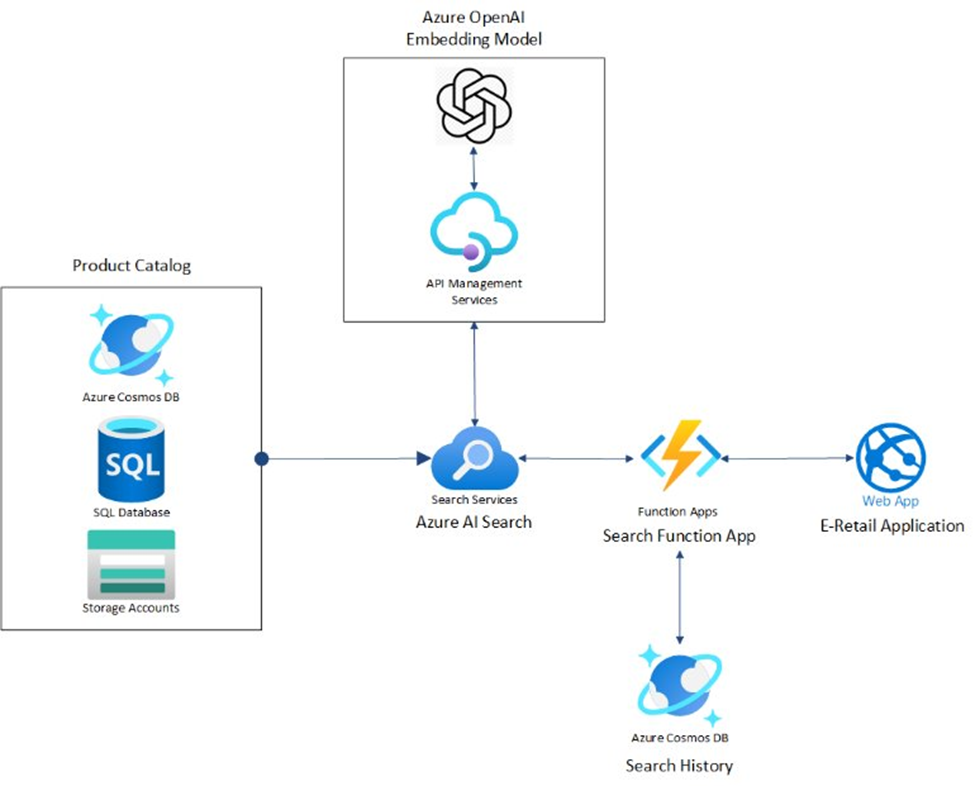 Azure OpenAI
Embedding Model
API Management
Services
Product Catalog
Azure Cosmos DB
SQL
SQL Database
Storage Accounts
Search Services
Azure AI Search
Function Apps
Search Function App
Web App
E-Retail Application
Azure Cosmos DB
Search History